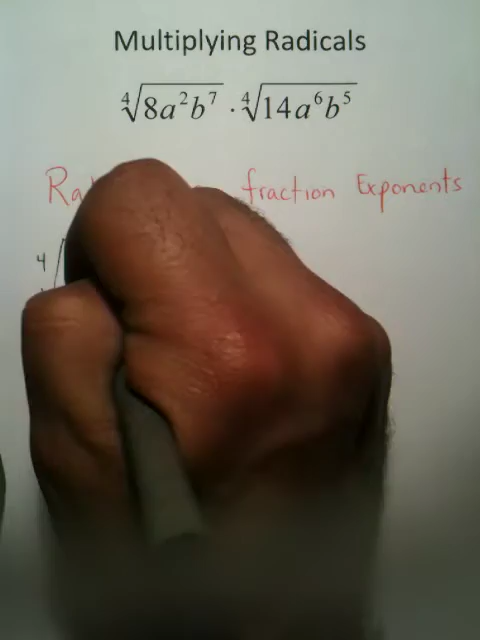 Multiplying Radicals
∜8a²b⁷ · ∜14a⁶b⁵
fraction Exponents
4√